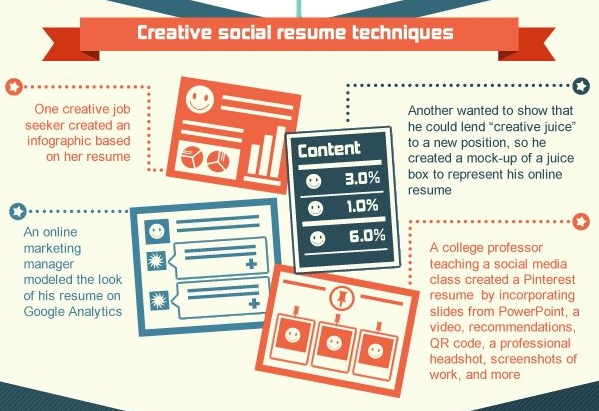 Creative social resume techniques
One creative job
seeker created an
infographic based
on her resume
Another wanted to show that
he could lend “creative juice”
to a new position, so he
created a mock-up of a juice
box to represent his online
resume
Content
3.0%
1.0%
6.0%
An online
marketing
manager
modeled the look
of his resume on
Google Analytics
A college professor
teaching a social media
class created a Pinterest
resume by incorporating
slides from PowerPoint, a
video, recommendations,
QR code, a professional
headshot, screenshots of
work, and more